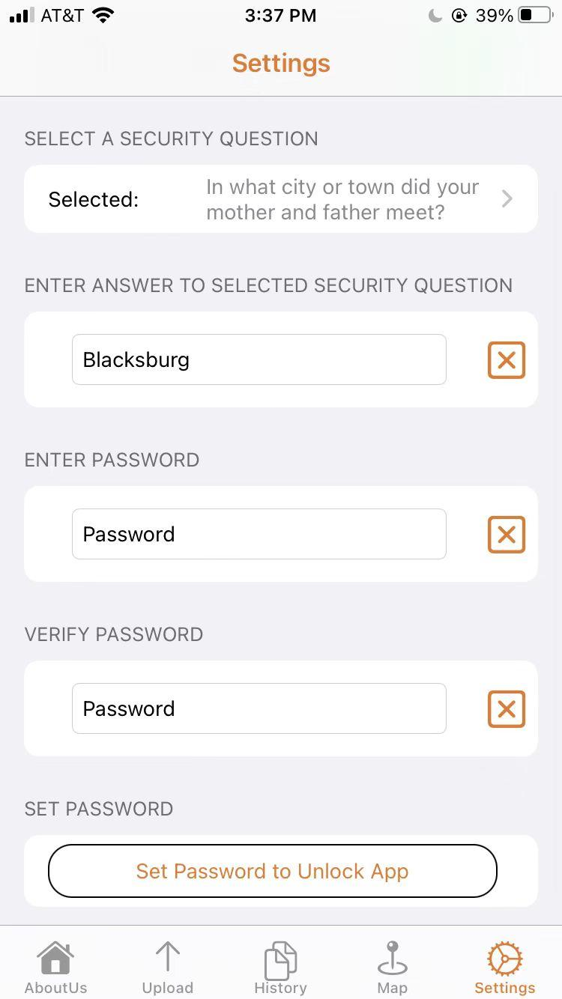 AT&T 3:37 PM 39%
Settings
SELECT A SECURITY QUESTION
Selected:
In what city or town did your
mother and father meet?
ENTER ANSWER TO SELECTED SECURITY QUESTION
Blacksburg
ENTER PASSWORD
Password
VERIFY PASSWORD
Password
SET PASSWORD
Set Password to Unlock App
AboutUs Upload History Map Settings